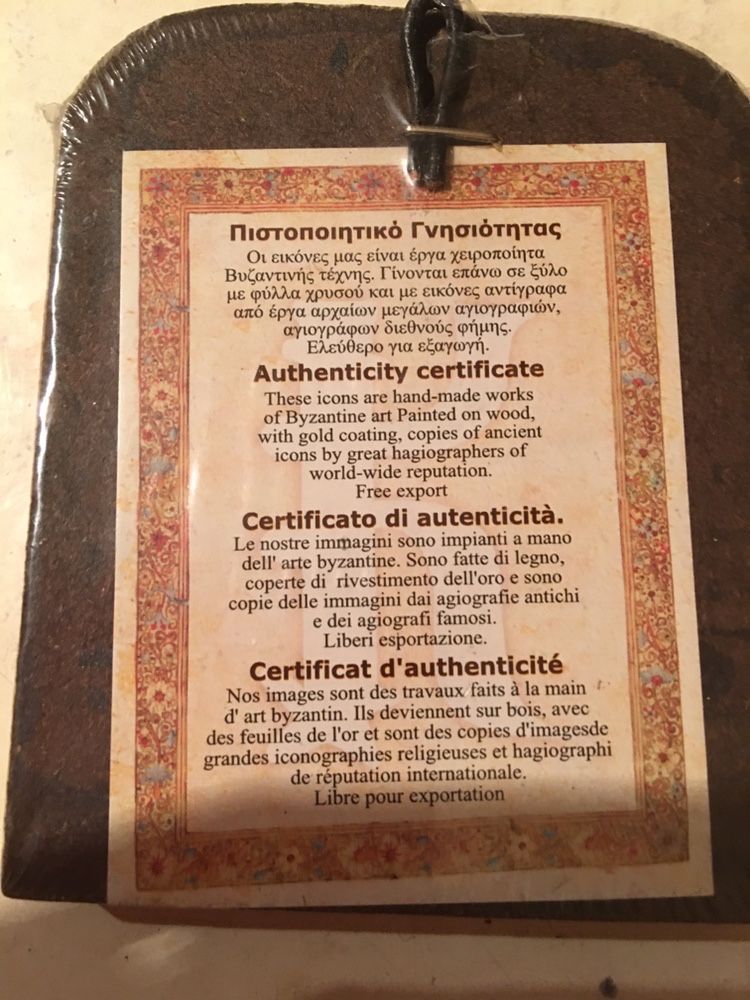 Πιστοποιητικό Γνησιότητας
Οι εικόνες μας είναι έργα χειροποίητα
Βυζαντινής τέχνης. Γίνονται επάνω σε ξύλο
με φύλλα χρυσού και με εικόνες αντίγραφα
από έργα αρχαίων μεγάλων αγιογραφιών,
αγιογράφων διεθνούς φήμης.
Ελεύθερο για εξαγωγή.
Authenticity certificate
These icons are hand-made works
of Byzantine art Painted on wood,
with gold coating, copies of ancient
icons by great hagiographers of
world-wide reputation.
Free export
Certificato di autenticità.
Le nostre immagini sono impianti a mano
dell' arte byzantine. Sono fatte di legno,
coperte di rivestimento dell'oro e sono
copie delle immagini dai agiografie antichi
e dei agiografi famosi.
Liberi esportazione.
Certificat d'authenticité
Nos images sont des travaux faits à la main
d' art byzantin. Ils deviennent sur bois, avec
des feuilles de l'or et sont des copies d'imagesde
grandes iconographies religieuses et hagiographi
de réputation internationale.
Libre pour exportation